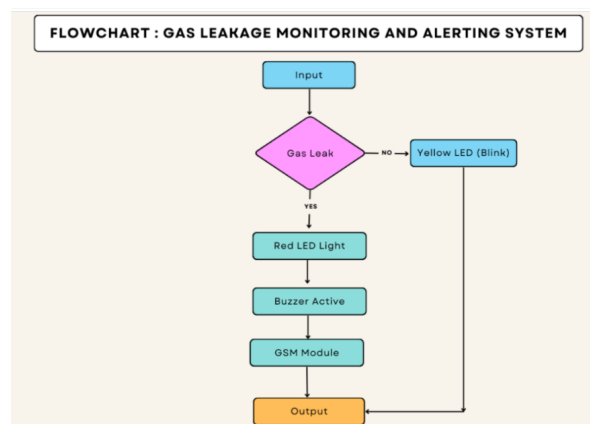 FLOWCHART : GAS LEAKAGE MONITORING AND ALERTING SYSTEM
Input
Gas Leak
NO
Yellow LED (Blink)
YES
Red LED Light
Buzzer Active
GSM Module
Output